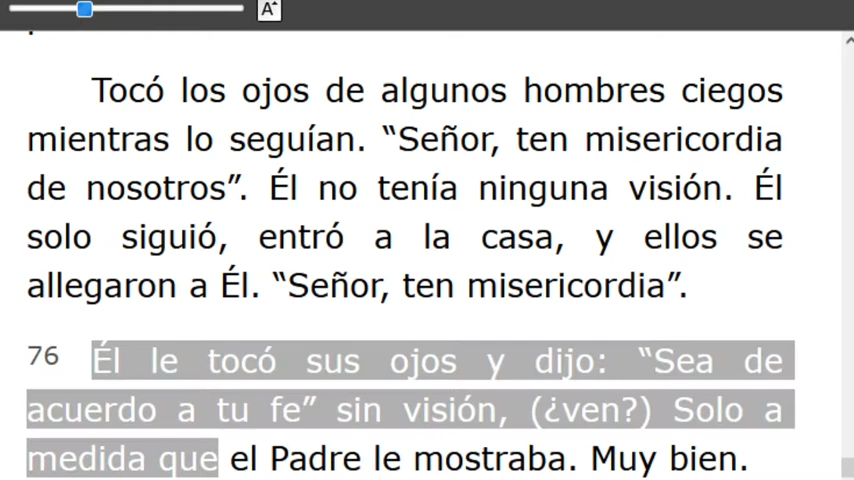 A
Tocó los ojos de algunos hombres ciegos
mientras lo seguían. “Señor, ten misericordia
de nosotros”. Él no tenía ninguna visión. Él
solo siguió, entró a la casa, y ellos se
allegaron a Él. “Señor, ten misericordia”.
76 Él le tocó sus ojos y dijo: “Sea de
acuerdo a tu fe” sin visión, (¿ven?) Solo a
medida que el Padre le mostraba. Muy bien.